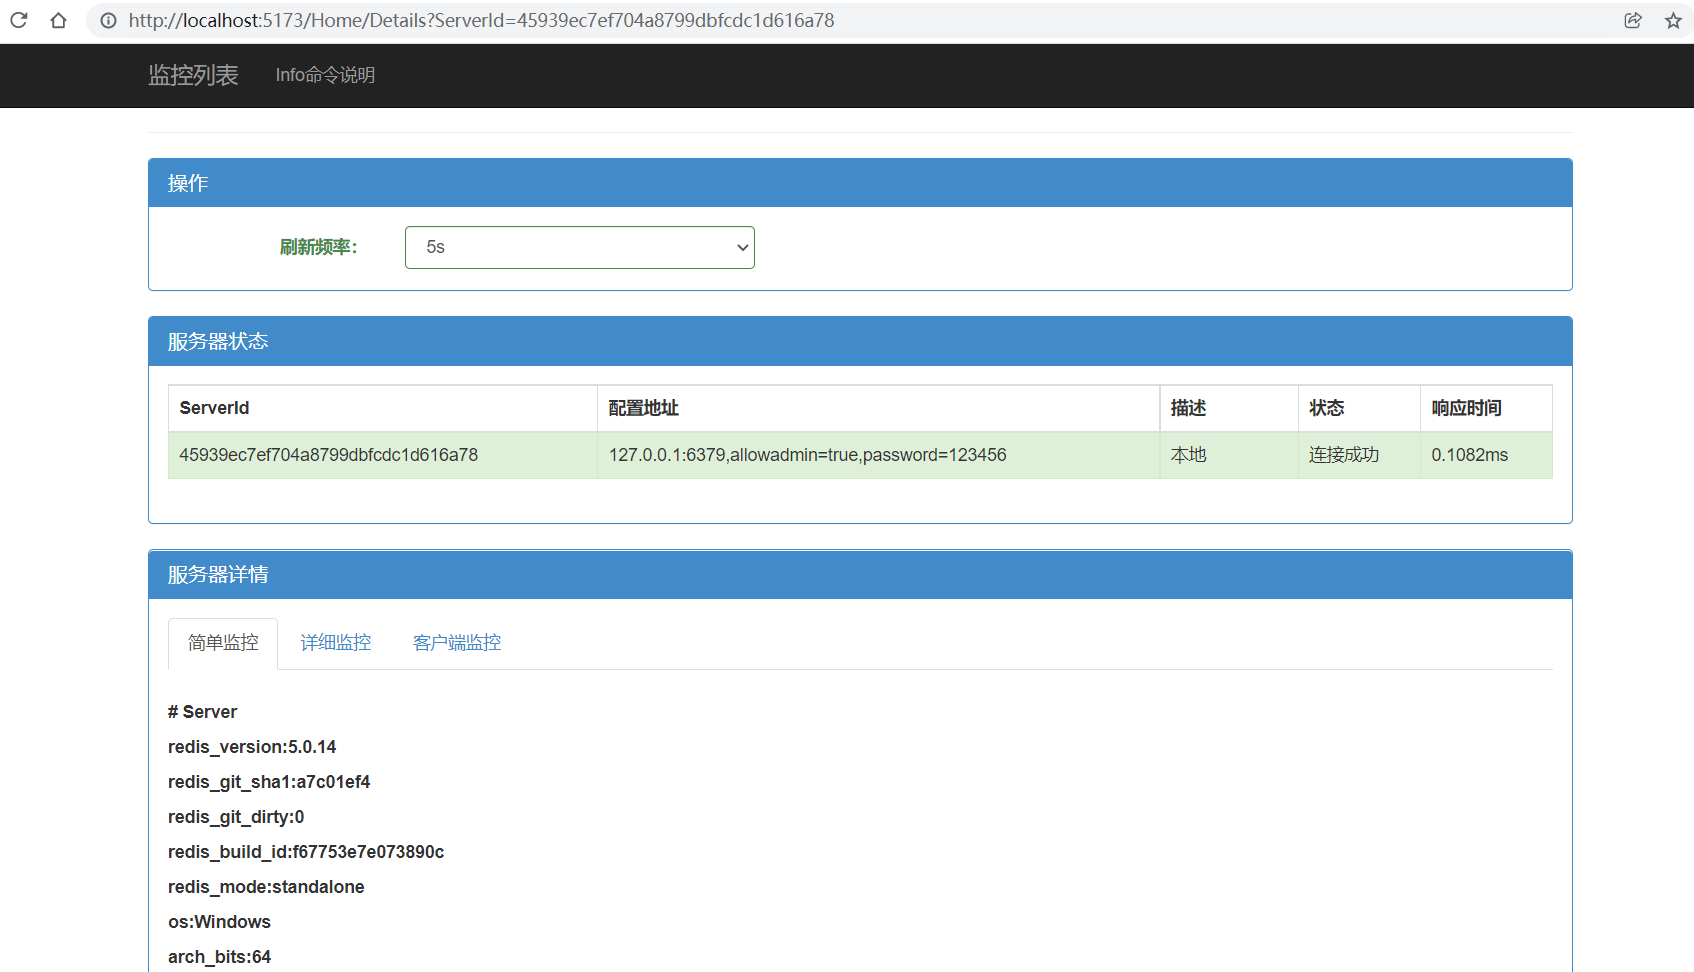 http://localhost:5173/Home/Details?ServerId=45939ec7ef704a8799dbfcdc1d616a78
监控列表 Info命令说明
操作
刷新频率： 5s
服务器状态
ServerId 配置地址 描述 状态 响应时间
45939ec7ef704a8799dbfcdc1d616a78 127.0.0.1:6379,allowadmin=true,password=123456 本地 连接成功 0.1082ms
服务器详情
简单监控 详细监控 客户端监控
# Server
redis_version:5.0.14
redis_git_sha1:a7c01ef4
redis_git_dirty:0
redis_build_id:f67753e7e073890c
redis_mode:standalone
os:Windows
arch_bits:64